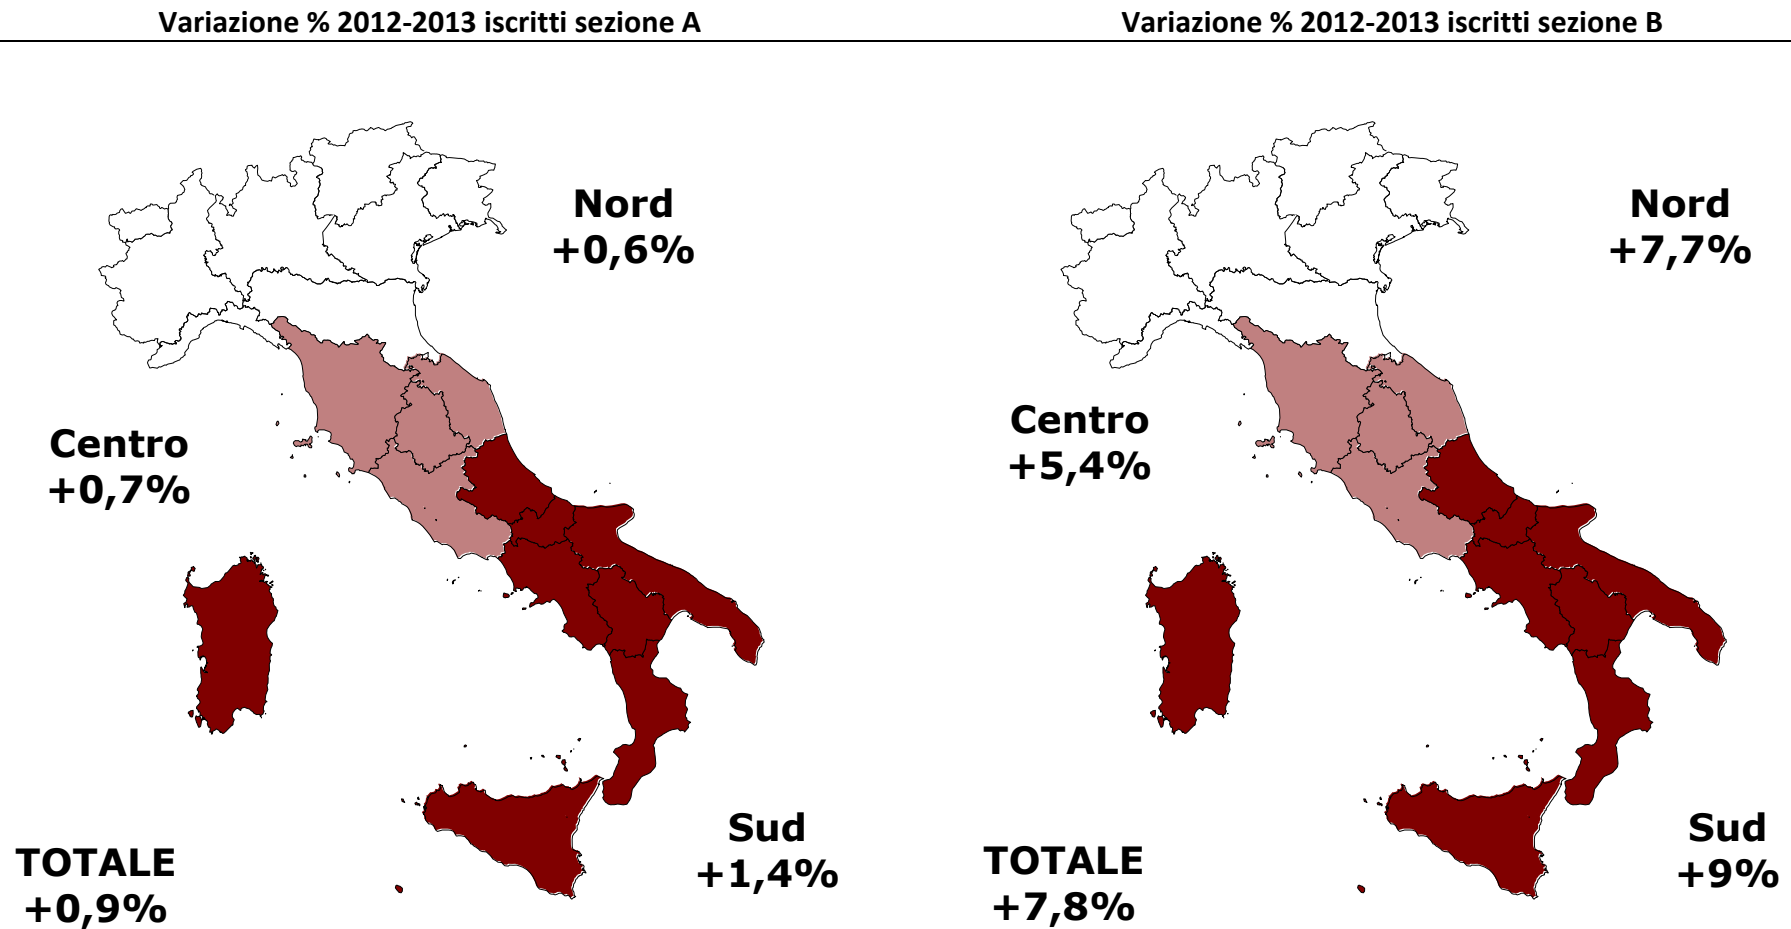 Variazione % 2012-2013 iscritti sezione A
Nord
+0,6%
Centro
+0,7%
Sud
+1,4%
TOTALE
+0,9%
Variazione % 2012-2013 iscritti sezione B
Nord
+7,7%
Centro
+5,4%
Sud
+9%
TOTALE
+7,8%